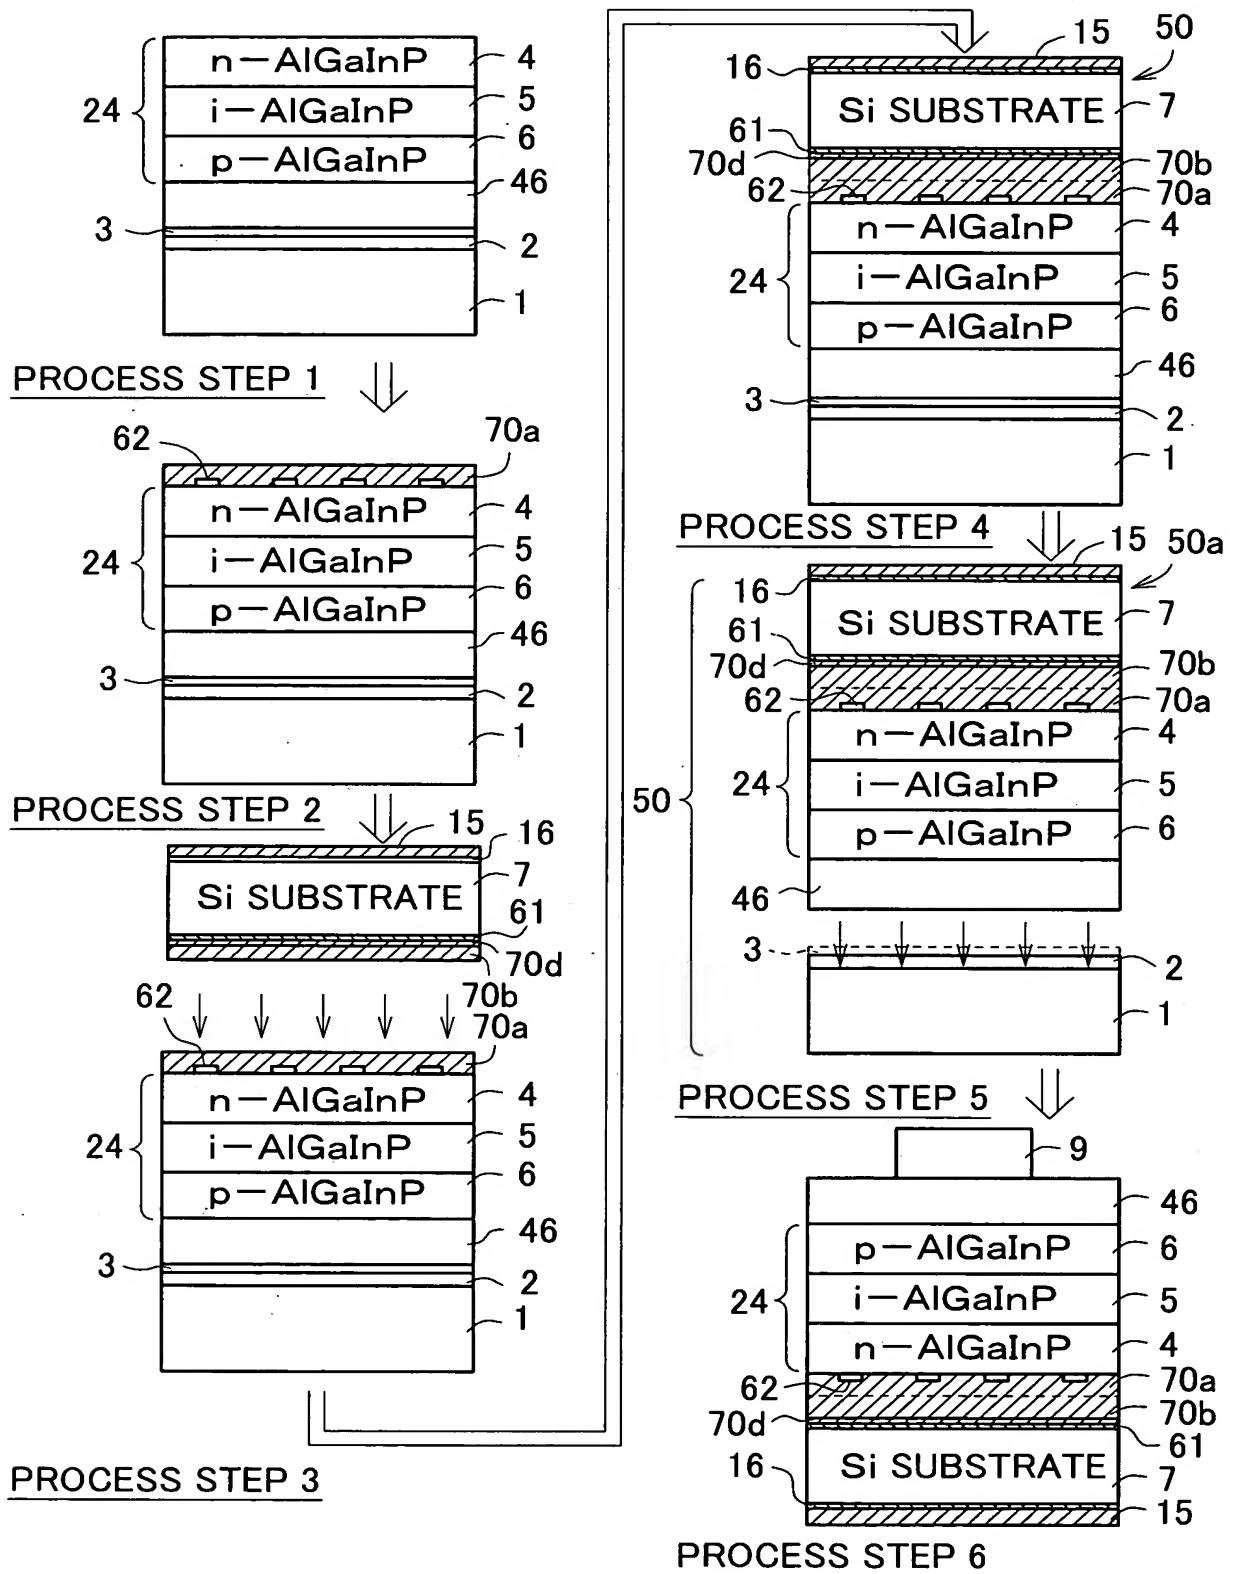 n-AlGaInP 4
24 i-AlGaInP 5
p-AlGaInP 6
46
3
2
1
PROCESS STEP 1
62 70a
n-AlGaInP 4
24 i-AlGaInP 5
p-AlGaInP 6
46
3
2
1
PROCESS STEP 2
15
16
7
Si SUBSTRATE
61
70d
70b
62
70a
n-AlGaInP 4
24 i-AlGaInP 5
p-AlGaInP 6
46
3
2
1
PROCESS STEP 3
15 50
16
Si SUBSTRATE 7
61
70d 70b
62 70a
n-AlGaInP 4
24 i-AlGaInP 5
p-AlGaInP 6
46
3
2
1
PROCESS STEP 4
15 50a
16
Si SUBSTRATE 7
61
70d 70b
62 70a
n-AlGaInP 4
50 24 i-AlGaInP 5
p-AlGaInP 6
46
3 2
1
PROCESS STEP 5
9
46
p-AlGaInP 6
24 i-AlGaInP 5
n-AlGaInP 4
62 70a
70d 70b
61
16 Si SUBSTRATE 7
15
PROCESS STEP 6